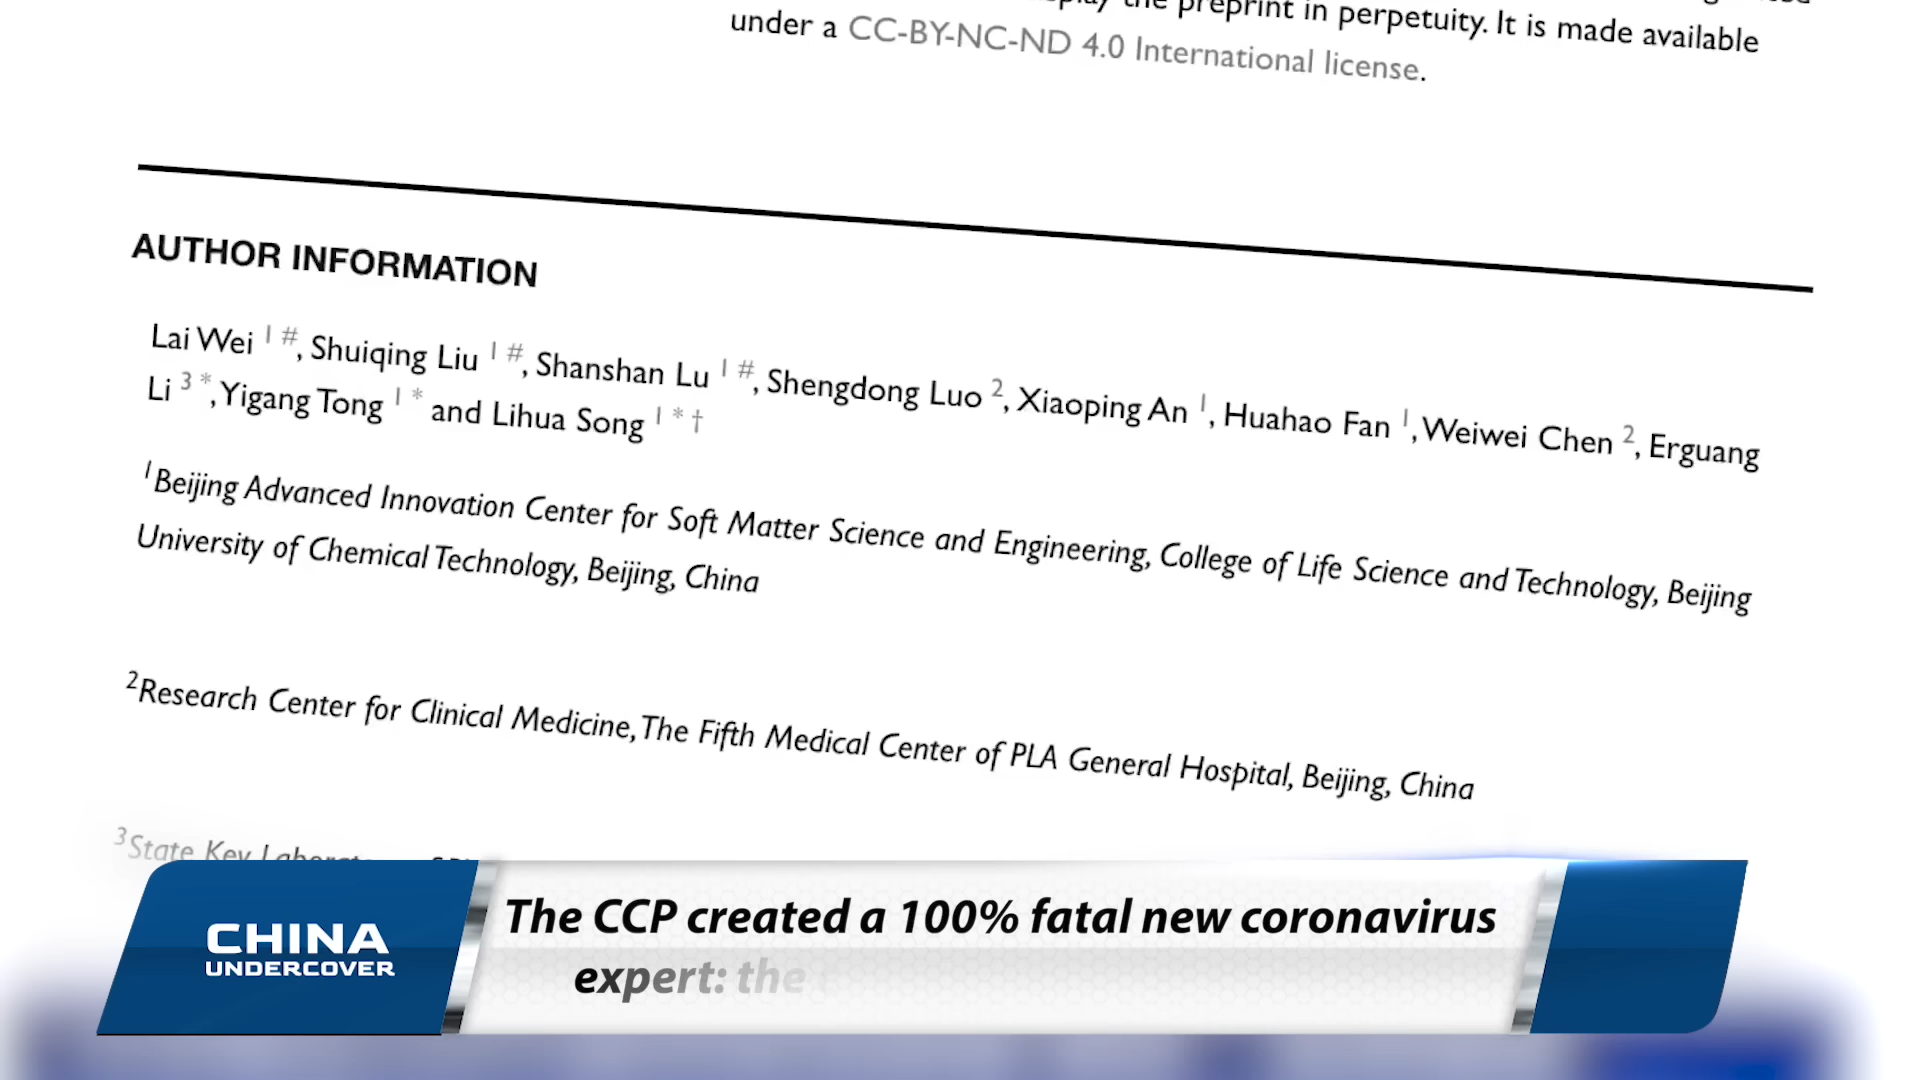 the preprint in perpetuity. It is made available
under a CC-BY-NC-ND 4.0 International license.
AUTHOR INFORMATION
Lai Wei 1 #, Shuiqing Liu 1 #, Shanshan Lu 1 #, Shengdong Luo 2, Xiaoping An 1, Huahao Fan 1, Weiwei Chen 2, Erguang
Li 3 *, Yigang Tong 1 * and Lihua Song 1 * †
1Beijing Advanced Innovation Center for Soft Matter Science and Engineering, College of Life Science and Technology, Beijing
University of Chemical Technology, Beijing, China
2Research Center for Clinical Medicine, The Fifth Medical Center of PLA General Hospital, Beijing, China
3State Key
CHINA
UNDERCOVER
The CCP created a 100% fatal new coronavirus
expert: the